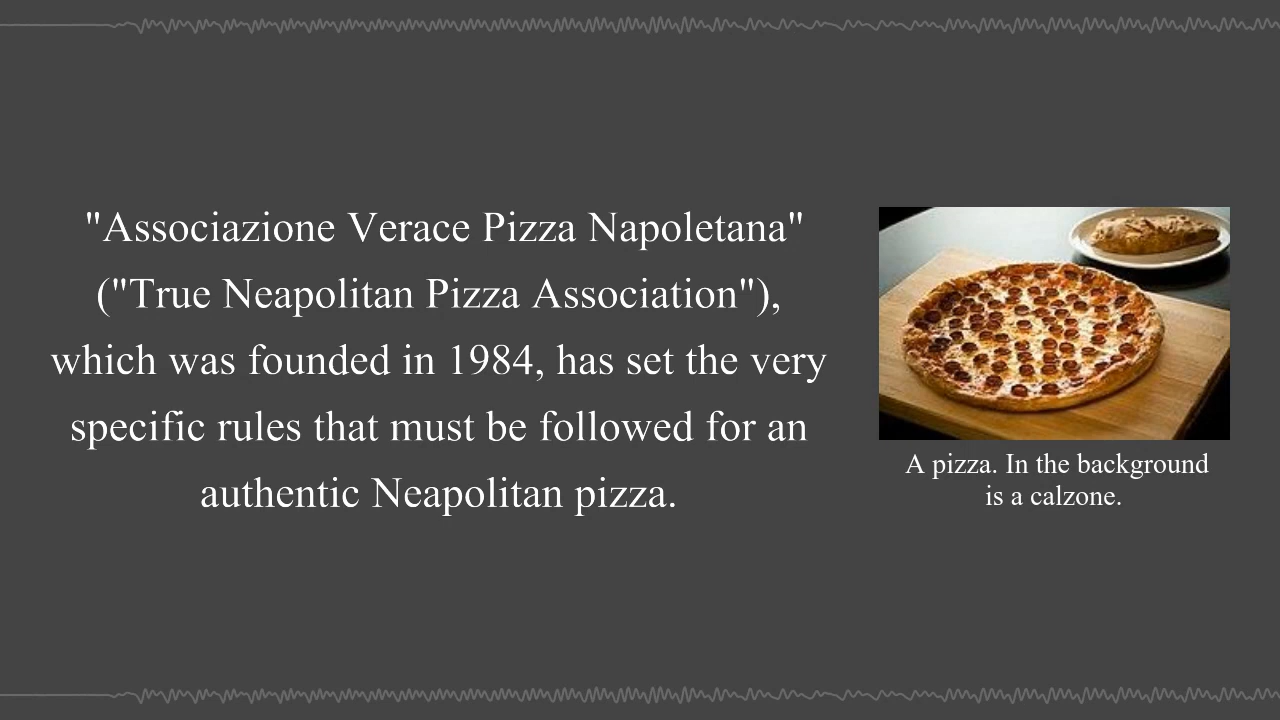 "Associazione Verace Pizza Napoletana"
("True Neapolitan Pizza Association"),
which was founded in 1984, has set the very
specific rules that must be followed for an
authentic Neapolitan pizza.
A pizza. In the background
is a calzone.